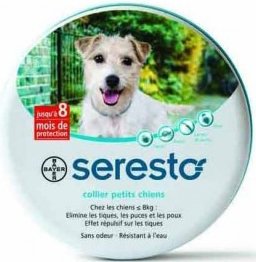 jusqu'à 8
mois de
protection
BAYER
BAYER
seresto
collier petits chiens
Chez les chiens ≤ 8kg :
Elimine les tiques, les puces et les poux
Effet répulsif sur les tiques
Sans odeur - Résistant à l'eau